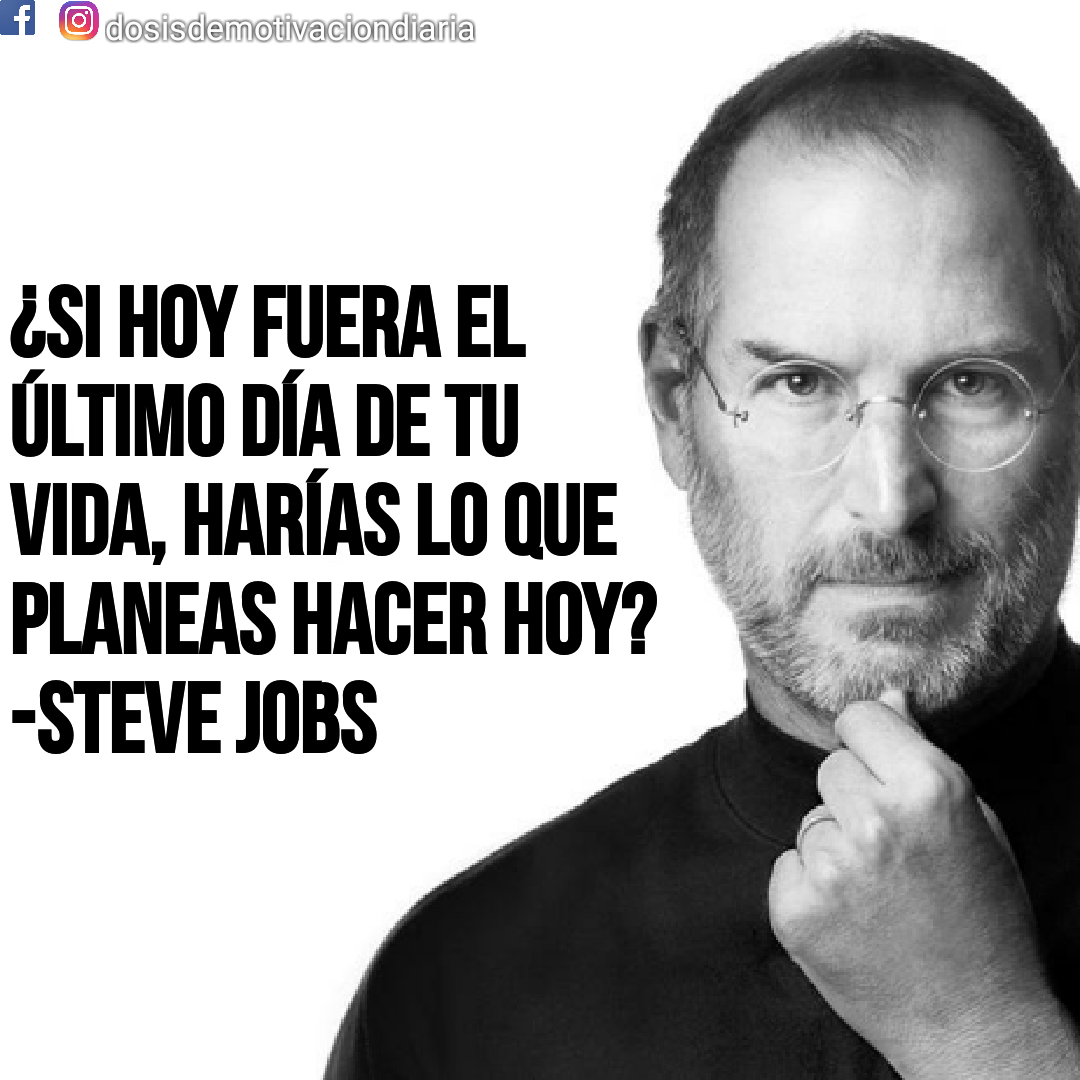 dosisdemotivaciondiaria
¿SI HOY FUERA EL
ÚLTIMO DÍA DE TU
VIDA, HARÍAS LO QUE
PLANEAS HACER HOY?
-STEVE JOBS